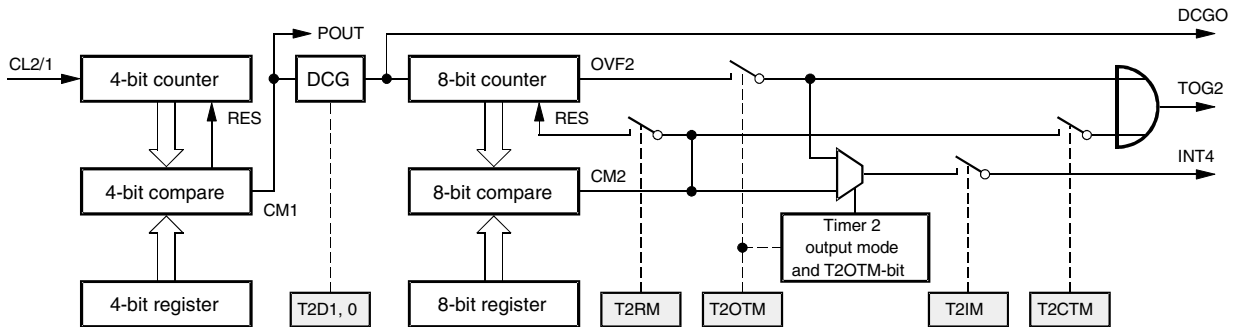 DCGO
POUT
CL2/1
4-bit counter
DCG
8-bit counter
OVF2
TOG2
RES
RES
INT4
4-bit compare
8-bit compare
CM2
CM1
Timer 2
output mode
and T2OTM-bit
4-bit register
T2D1, 0
8-bit register
T2RM
T2OTM
T2IM
T2CTM